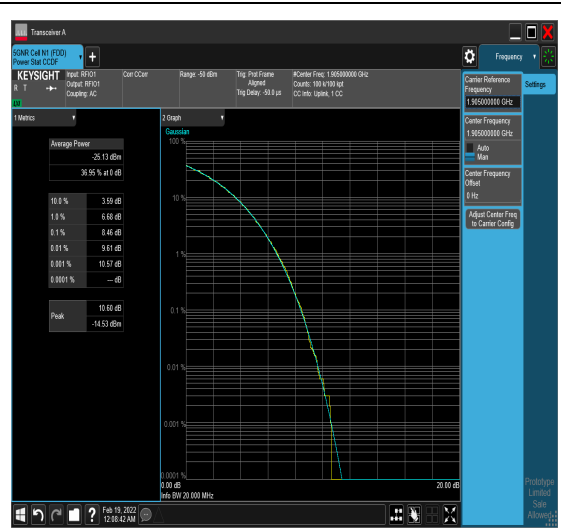 Transceiver A
5GNR Cell N1 (FDD)
Power Stat CCDF
Frequency
KEYSIGHT
R T
LV
Input: RFIO1
Output: RFIO1
Coupling: AC
Corr CCorr
Range: -50 dBm
Trig: Prot Frame
Aligned
Trig Delay: -50.0 µs
#Center Freq: 1.905000000 GHz
Counts: 100 k/100 kpt
CC Info: Uplink, 1 CC
Carrier Reference
Frequency
1.905000000 GHz
Settings
Center Frequency
1.905000000 GHz
Auto
Man
Center Frequency
Offset
0 Hz
Adjust Center Freq
to Carrier Config
1 Metrics
Average Power
-25.13 dBm
36.95 % at 0 dB
10.0 % 3.59 dB
1.0 % 6.68 dB
0.1 % 8.46 dB
0.01 % 9.61 dB
0.001 % 10.57 dB
0.0001 % --- dB
Peak
10.60 dB
-14.53 dBm
2 Graph
Gaussian
100 %
10 %
1 %
0.1 %
0.01 %
0.001 %
0.0001 %
0.00 dB
20.00 dB
Info BW 20.000 MHz
Prototype
Limited
Sale
Allowed
?
Feb 19, 2022
12:08:42 AM